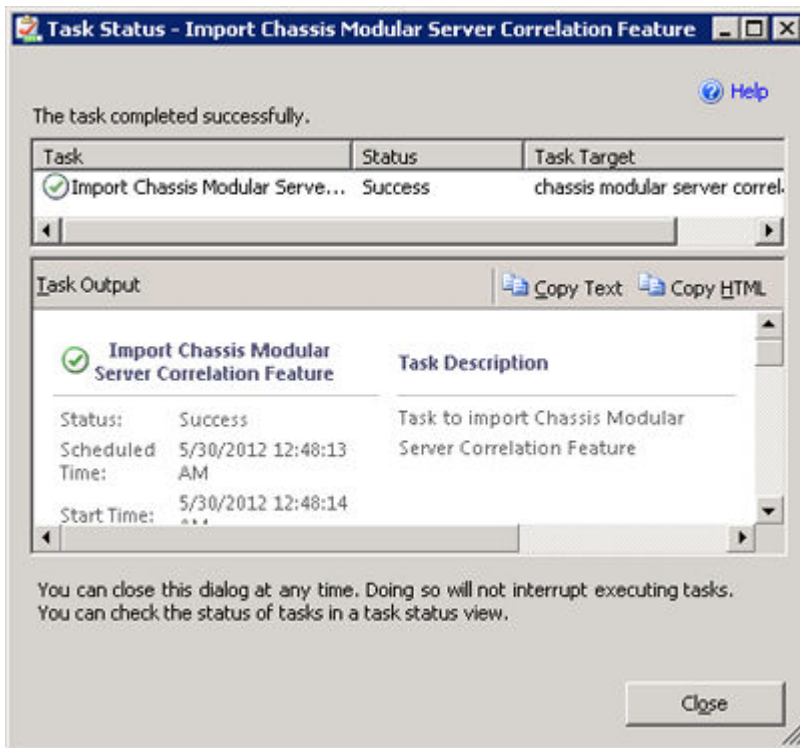 Task Status - Import Chassis Modular Server Correlation Feature
Help
The task completed successfully.
Task Status Task Target
Import Chassis Modular Serve... Success chassis modular server correl
Task Output Copy Text Copy HTML
Import Chassis Modular
Server Correlation Feature
Task Description
Status: Success
Scheduled Time: 5/30/2012 12:48:13 AM
Start Time: 5/30/2012 12:48:14
Task to import Chassis Modular
Server Correlation Feature
You can close this dialog at any time. Doing so will not interrupt executing tasks.
You can check the status of tasks in a task status view.
Close